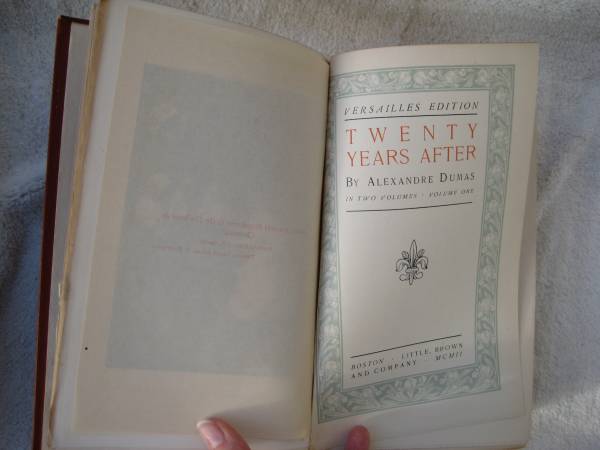 VERSAILLES EDITION
TWENTY
YEARS AFTER
BY ALEXANDRE DUMAS
IN TWO VOLUMES · VOLUME ONE
BOSTON · LITTLE, BROWN
AND COMPANY · MCMII